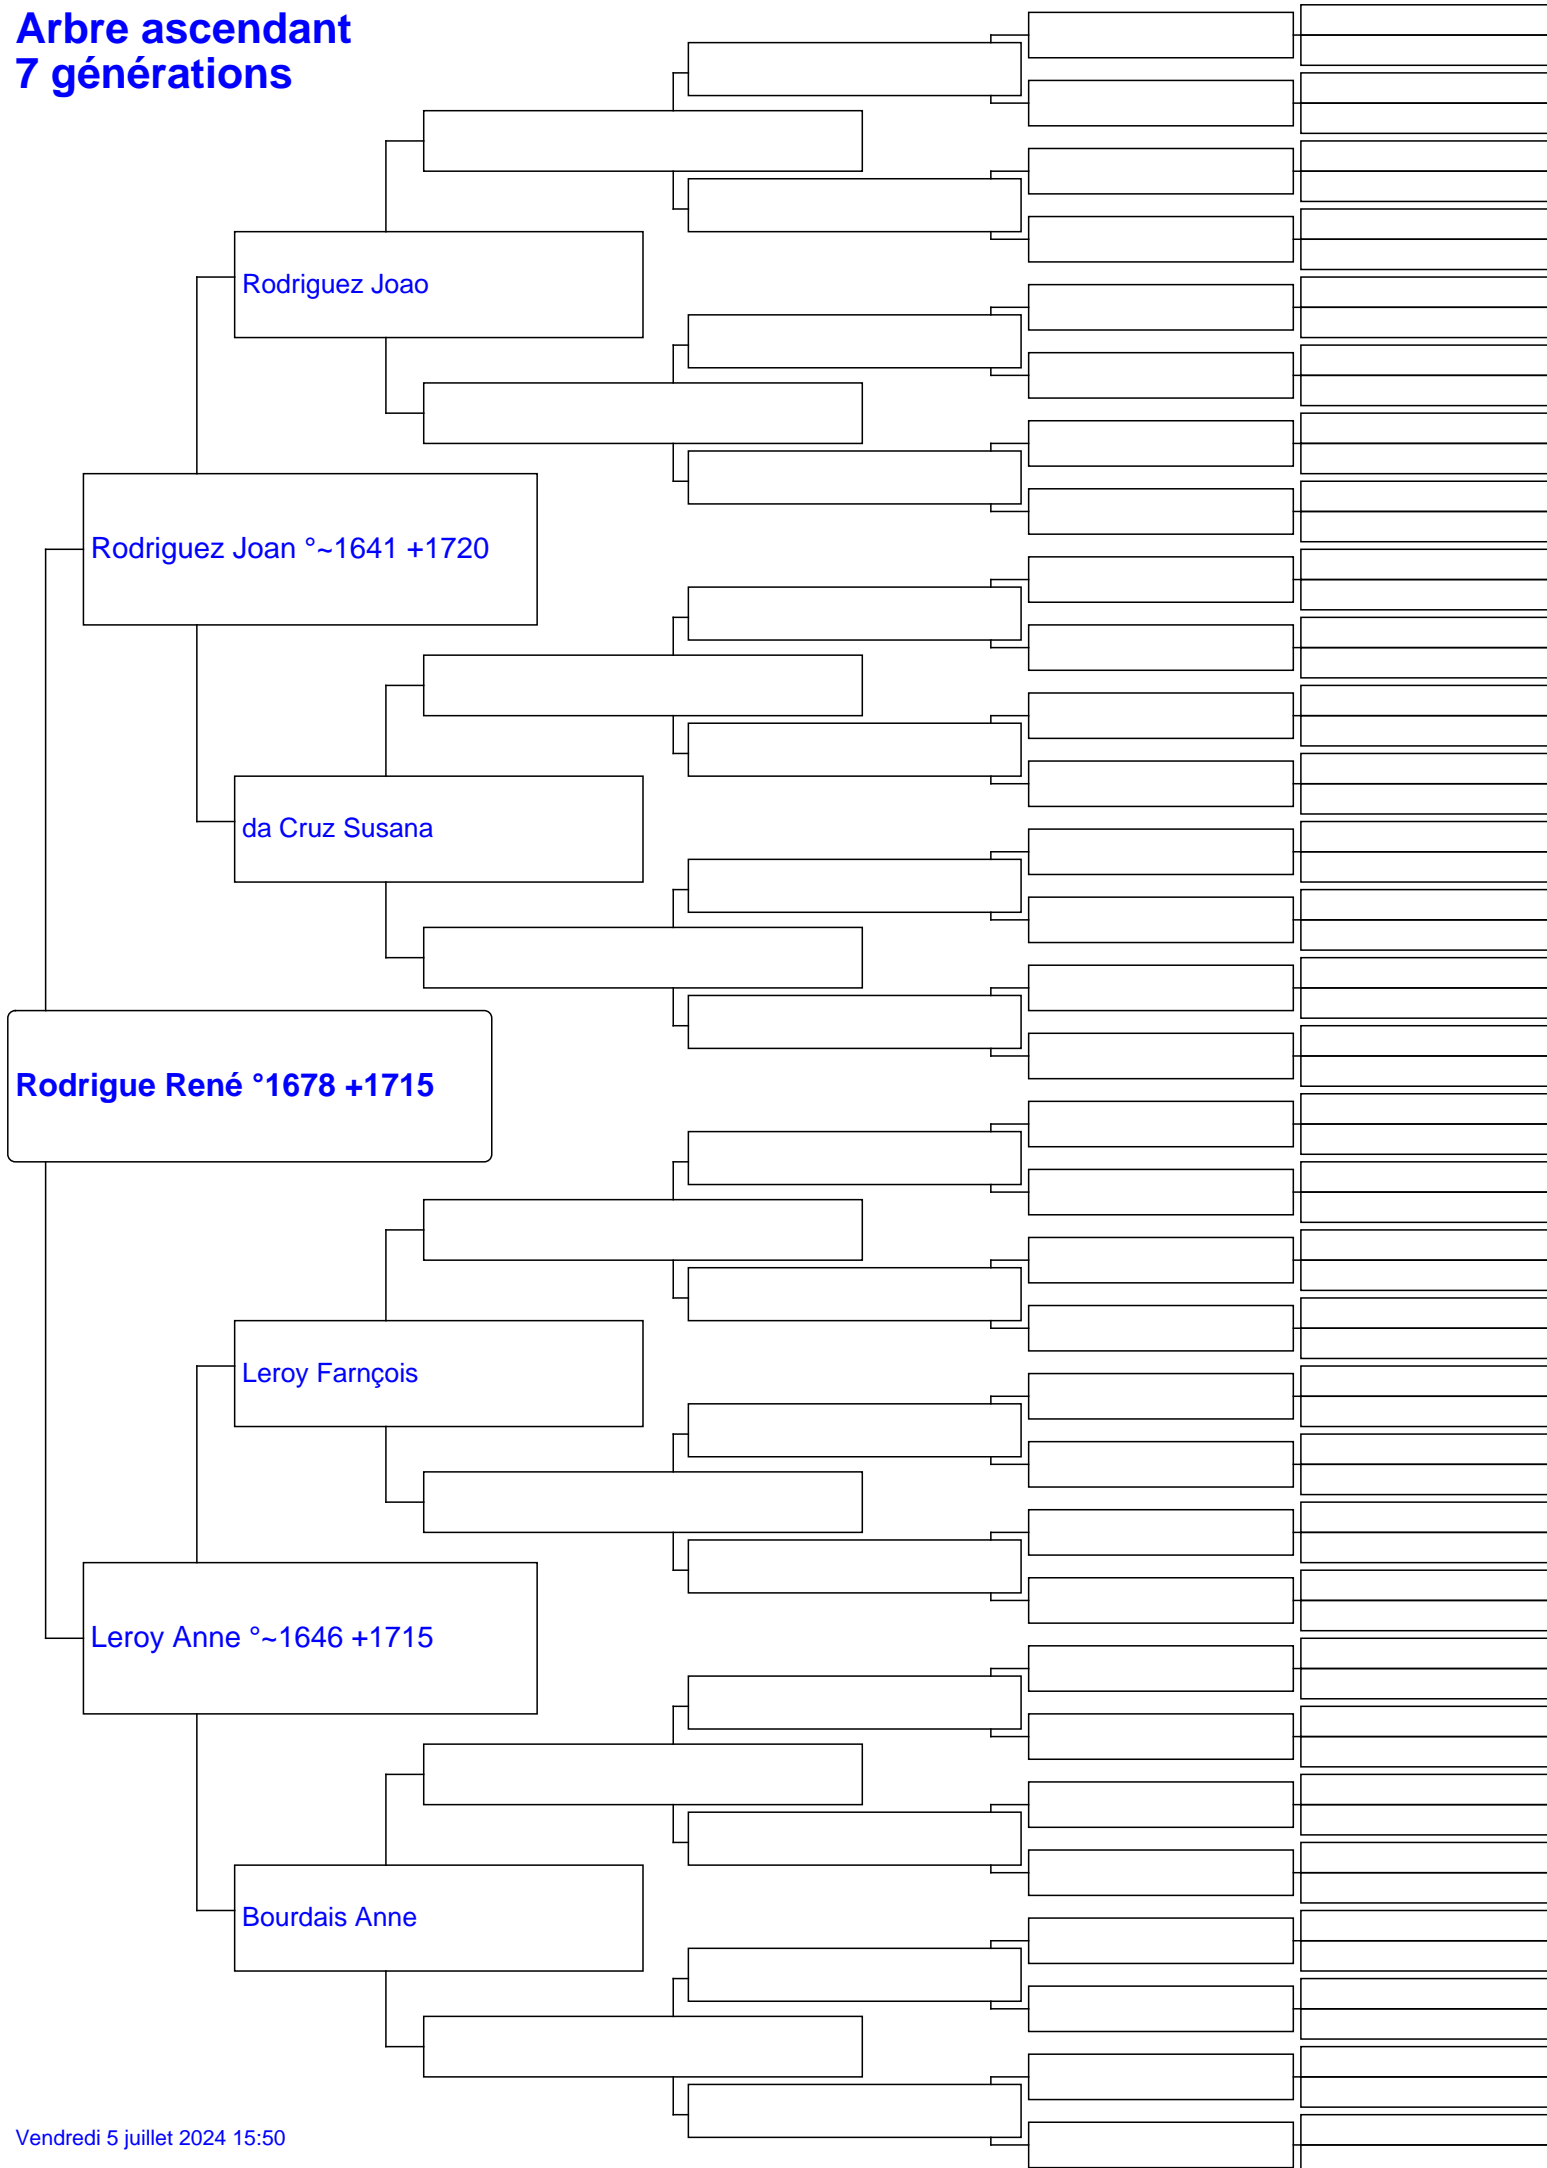 Arbre ascendant
7 générations
Rodriguez Joao
Rodriguez Joan °~1641 +1720
da Cruz Susana
Rodrigue René °1678 +1715
Leroy Farnçois
Leroy Anne °~1646 +1715
Bourdais Anne
Vendredi 5 juillet 2024 15:50